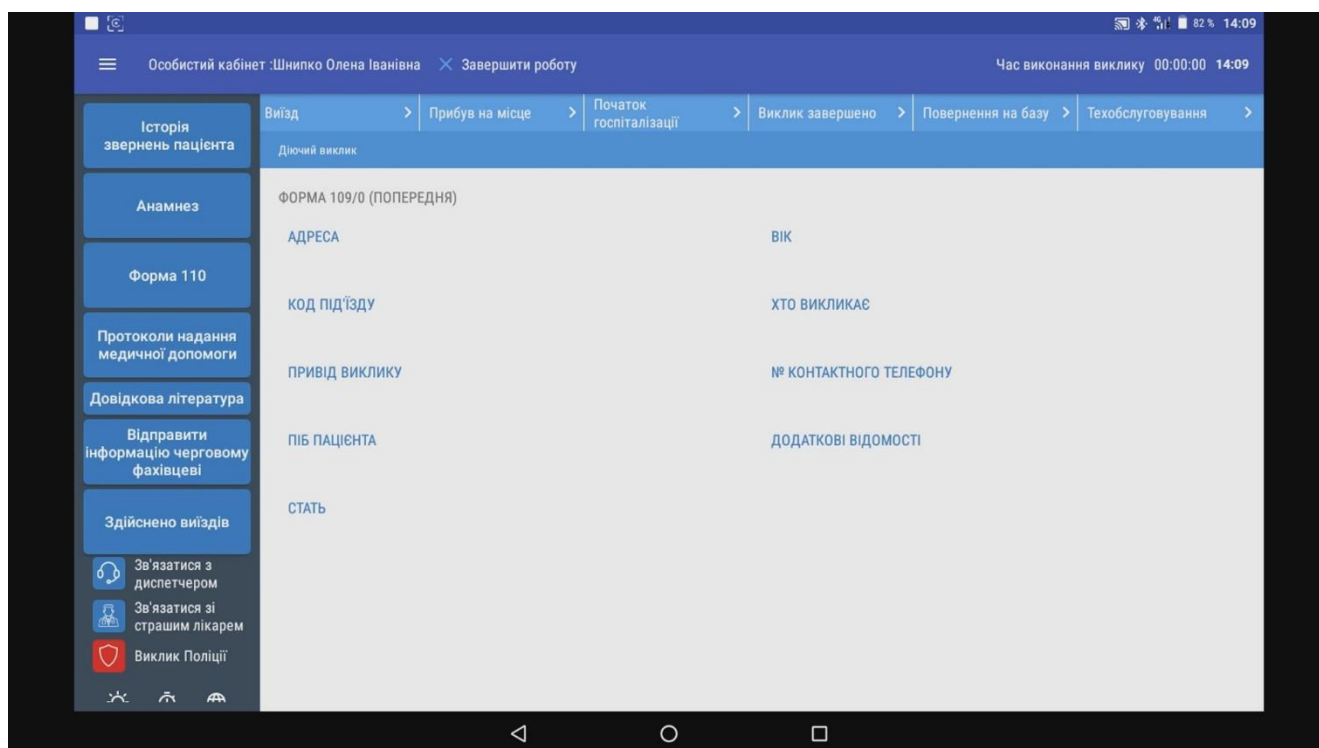 82 % 14:09
Особистий кабінет :Шнипко Олена Іванівна Завершити роботу
Час виконання виклику 00:00:00 14:09
Виїзд
Прибув на місце
Початок
госпіталізації
Виклик завершено
Повернення на базу
Техобслуговування
Діючий виклик
Історія
звернень пацієнта
Анамнез
Форма 110
Протоколи надання
медичної допомоги
Довідкова література
Відправити
інформацію черговому
фахівцеві
Здійснено виїздів
Зв'язатися з
диспетчером
Зв'язатися зі
страшим лікарем
Виклик Поліції
ФОРМА 109/0 (ПОПЕРЕДНЯ)
АДРЕСА
ВІК
КОД ПІД'ЇЗДУ
ХТО ВИКЛИКАЄ
ПРИВІД ВИКЛИКУ
№ КОНТАКТНОГО ТЕЛЕФОНУ
ПІБ ПАЦІЄНТА
ДОДАТКОВІ ВІДОМОСТІ
СТАТЬ